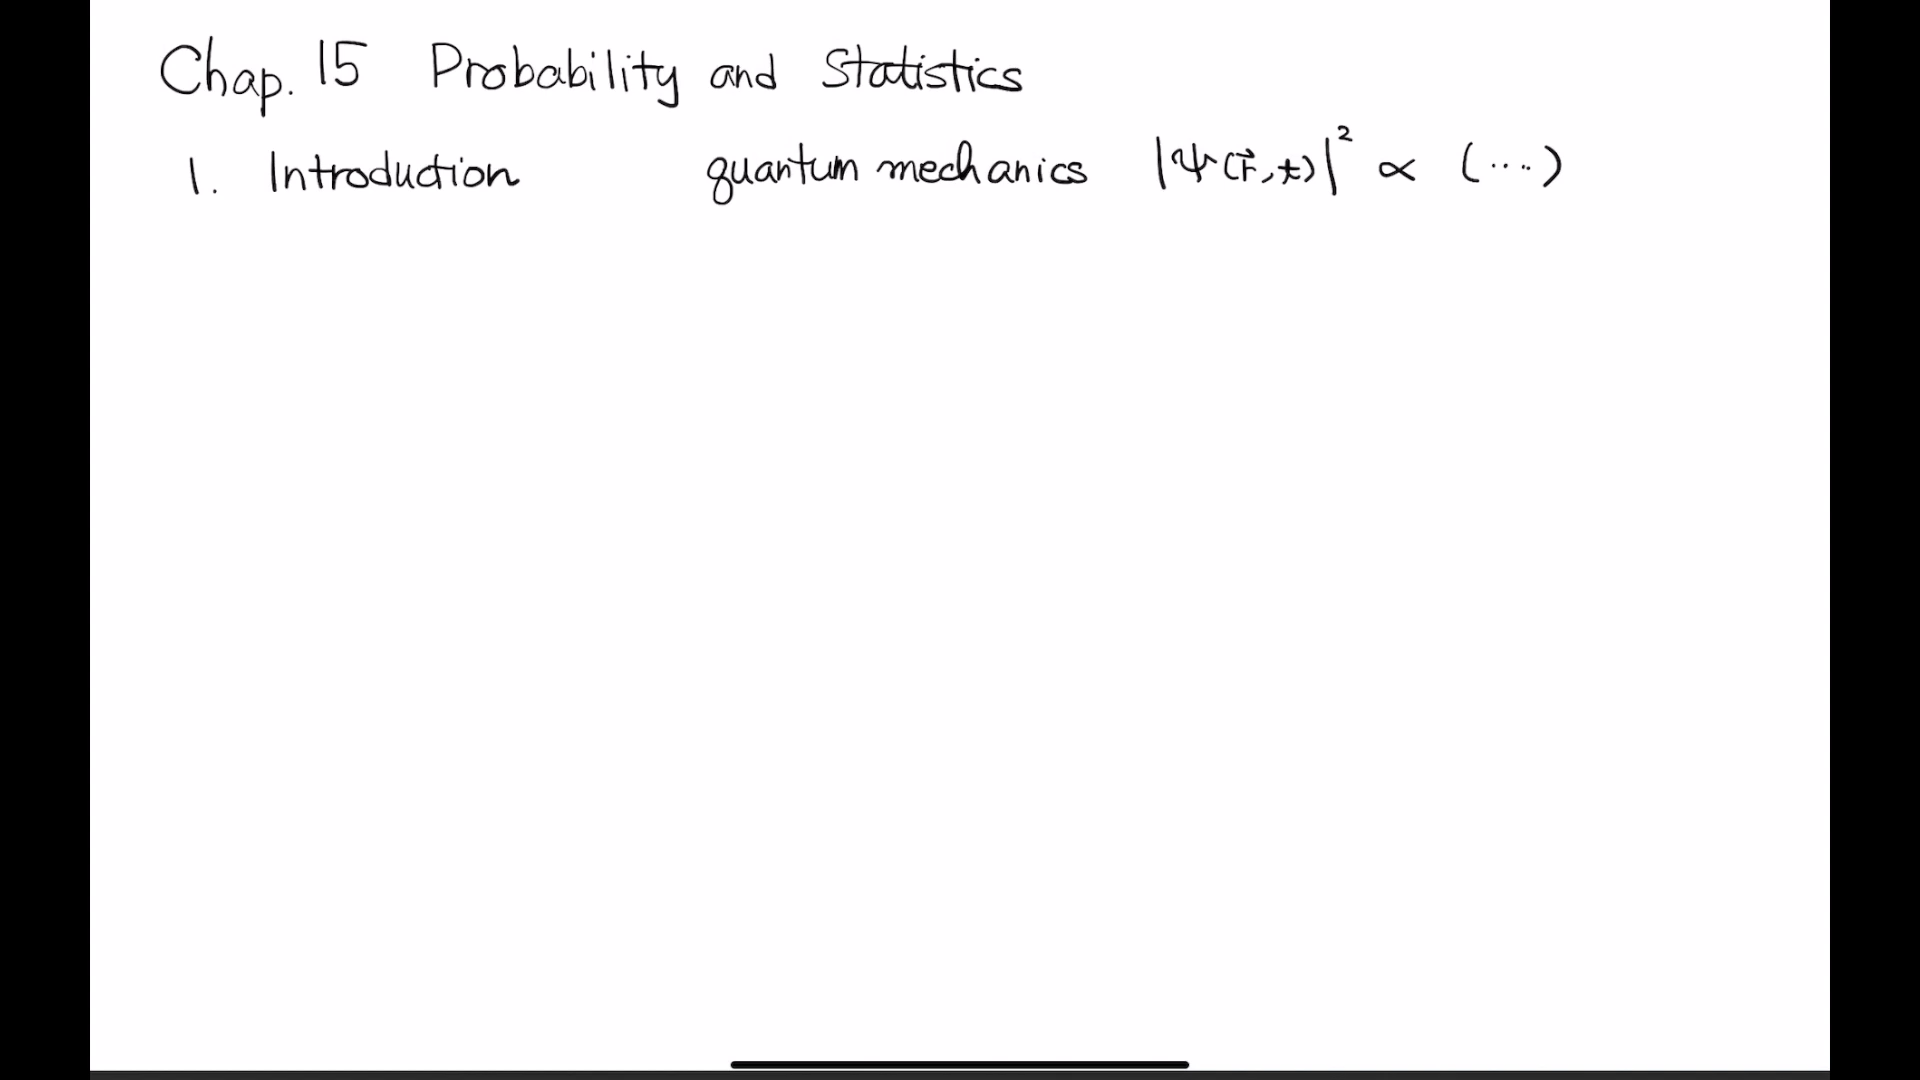 Chap. 15 Probability and Statistics
1. Introduction quantum mechanics |ψ(r⃗,t)|² ∝ (....)